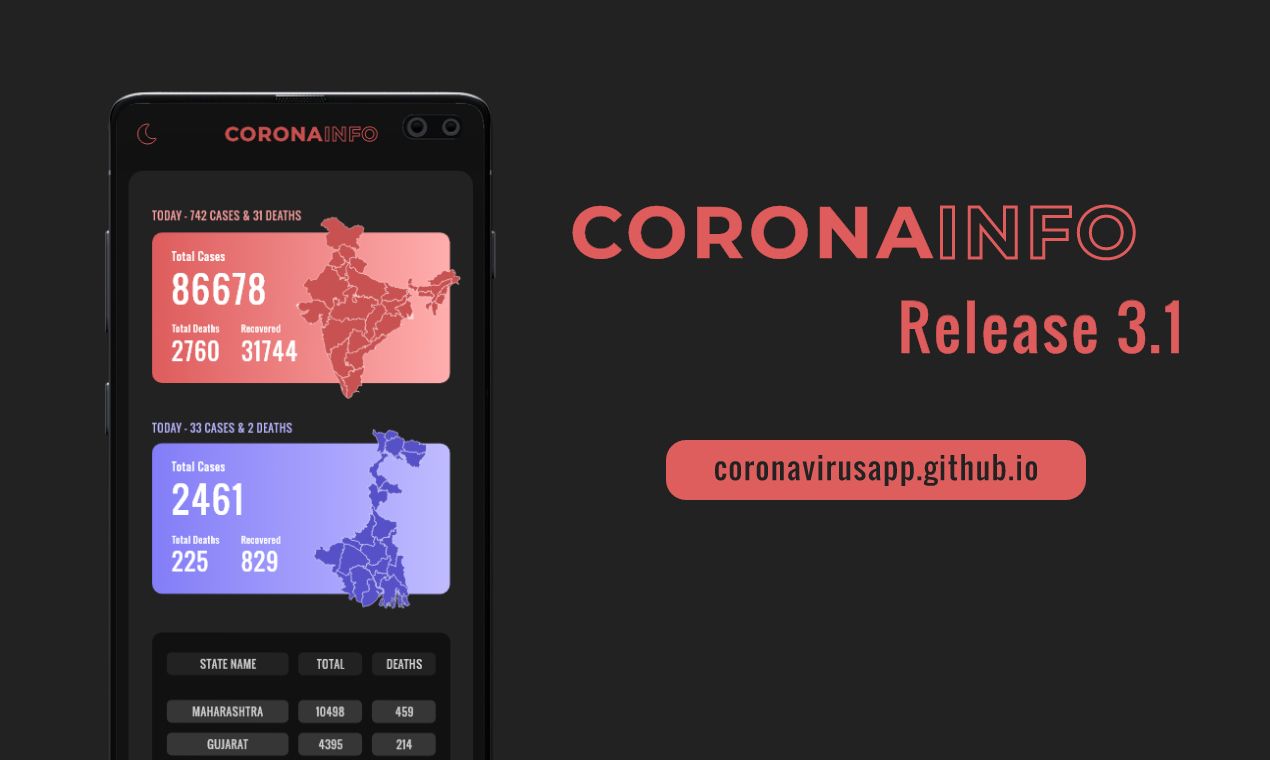 CORONAINFO
TODAY - 742 CASES & 31 DEATHS
Total Cases
86678
Total Deaths Recovered
2760 31744
TODAY - 33 CASES & 2 DEATHS
Total Cases
2461
Total Deaths Recovered
225 829
STATE NAME TOTAL DEATHS
MAHARASHTRA 10498 459
GUJARAT 4395 214
CORONAINFO
Release 3.1
coronavirusapp.github.io